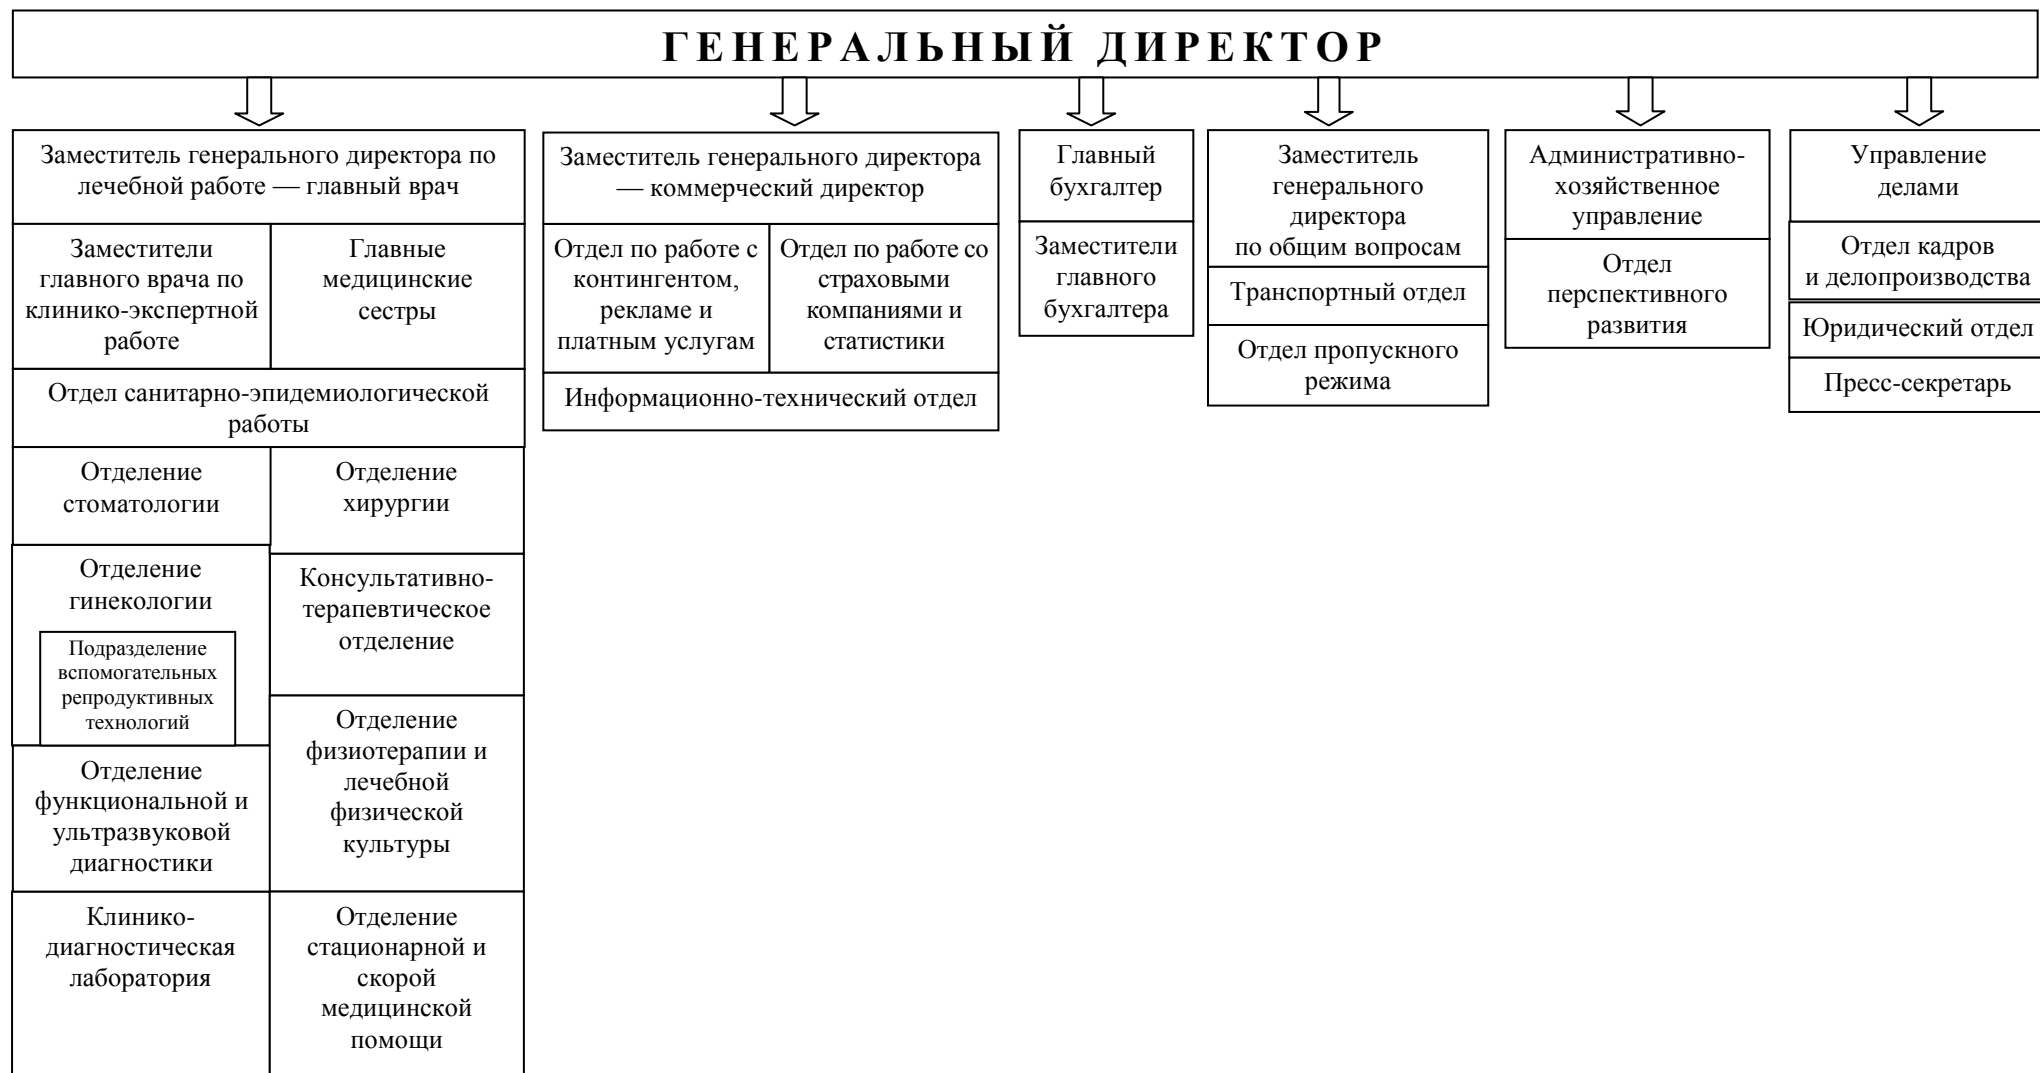 ГЕНЕРАЛЬНЫЙ ДИРЕКТОР
Заместитель генерального директора по
лечебной работе — главный врач
Заместители
главного врача по
клинико-экспертной
работе
Главные
медицинские
сестры
Отдел санитарно-эпидемиологической
работы
Отделение
стоматологии
Отделение
хирургии
Отделение
гинекологии
Подразделение
вспомогательных
репродуктивных
технологий
Консультативно-
терапевтическое
отделение
Отделение
функциональной и
ультразвуковой
диагностики
Отделение
физиотерапии и
лечебной
физической
культуры
Клинико-
диагностическая
лаборатория
Отделение
стационарной и
скорой
медицинской
помощи
Заместитель генерального директора
— коммерческий директор
Отдел по работе с
контингентом,
рекламе и
платным услугам
Отдел по работе со
страховыми
компаниями и
статистики
Информационно-технический отдел
Главный
бухгалтер
Заместители
главного
бухгалтера
Заместитель
генерального
директора
по общим вопросам
Транспортный отдел
Отдел пропускного
режима
Административно-
хозяйственное
управление
Отдел
перспективного
развития
Управление
делами
Отдел кадров
и делопроизводства
Юридический отдел
Пресс-секретарь